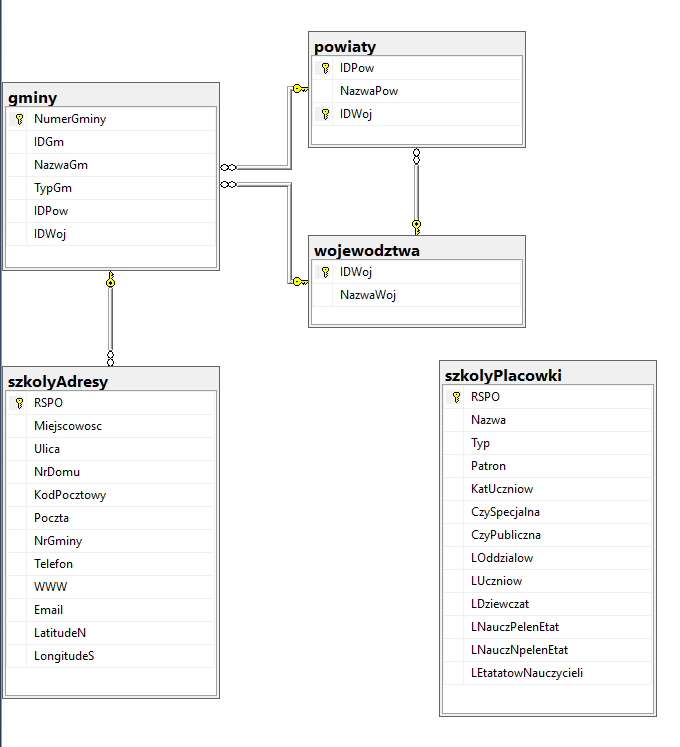 powiaty
IDPow
NazwaPow
IDWoj
gminy
NumerGminy
IDGm
NazwaGm
TypGm
IDPow
IDWoj
wojewodztwa
IDWoj
NazwaWoj
szkolyAdresy
RSPO
Miejscowosc
Ulica
NrDomu
KodPocztowy
Poczta
NrGminy
Telefon
WWW
Email
LatitudeN
LongitudeS
szkolyPlacowki
RSPO
Nazwa
Typ
Patron
KatUczniow
CzySpecjalna
CzyPubliczna
LOddzialow
LUczniow
LDziewczat
LNauczPelenEtat
LNauczNpelenEtat
LEtatatowNauczycieli